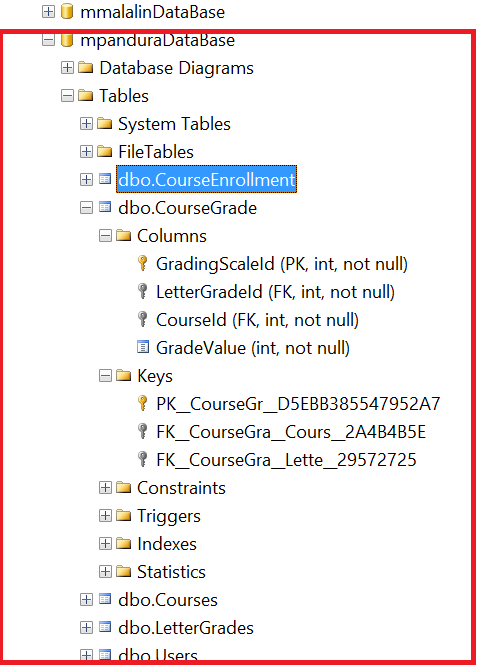 mmalalinDataBase
mpanduraDataBase
Database Diagrams
Tables
System Tables
FileTables
dbo.CourseEnrollment
dbo.CourseGrade
Columns
GradingScaleId (PK, int, not null)
LetterGradeId (FK, int, not null)
CourseId (FK, int, not null)
GradeValue (int, not null)
Keys
PK__CourseGr__D5EBB385547952A7
FK__CourseGra__Cours__2A4B4B5E
FK__CourseGra__Lette__29572725
Constraints
Triggers
Indexes
Statistics
dbo.Courses
dbo.LetterGrades
dbo.Users